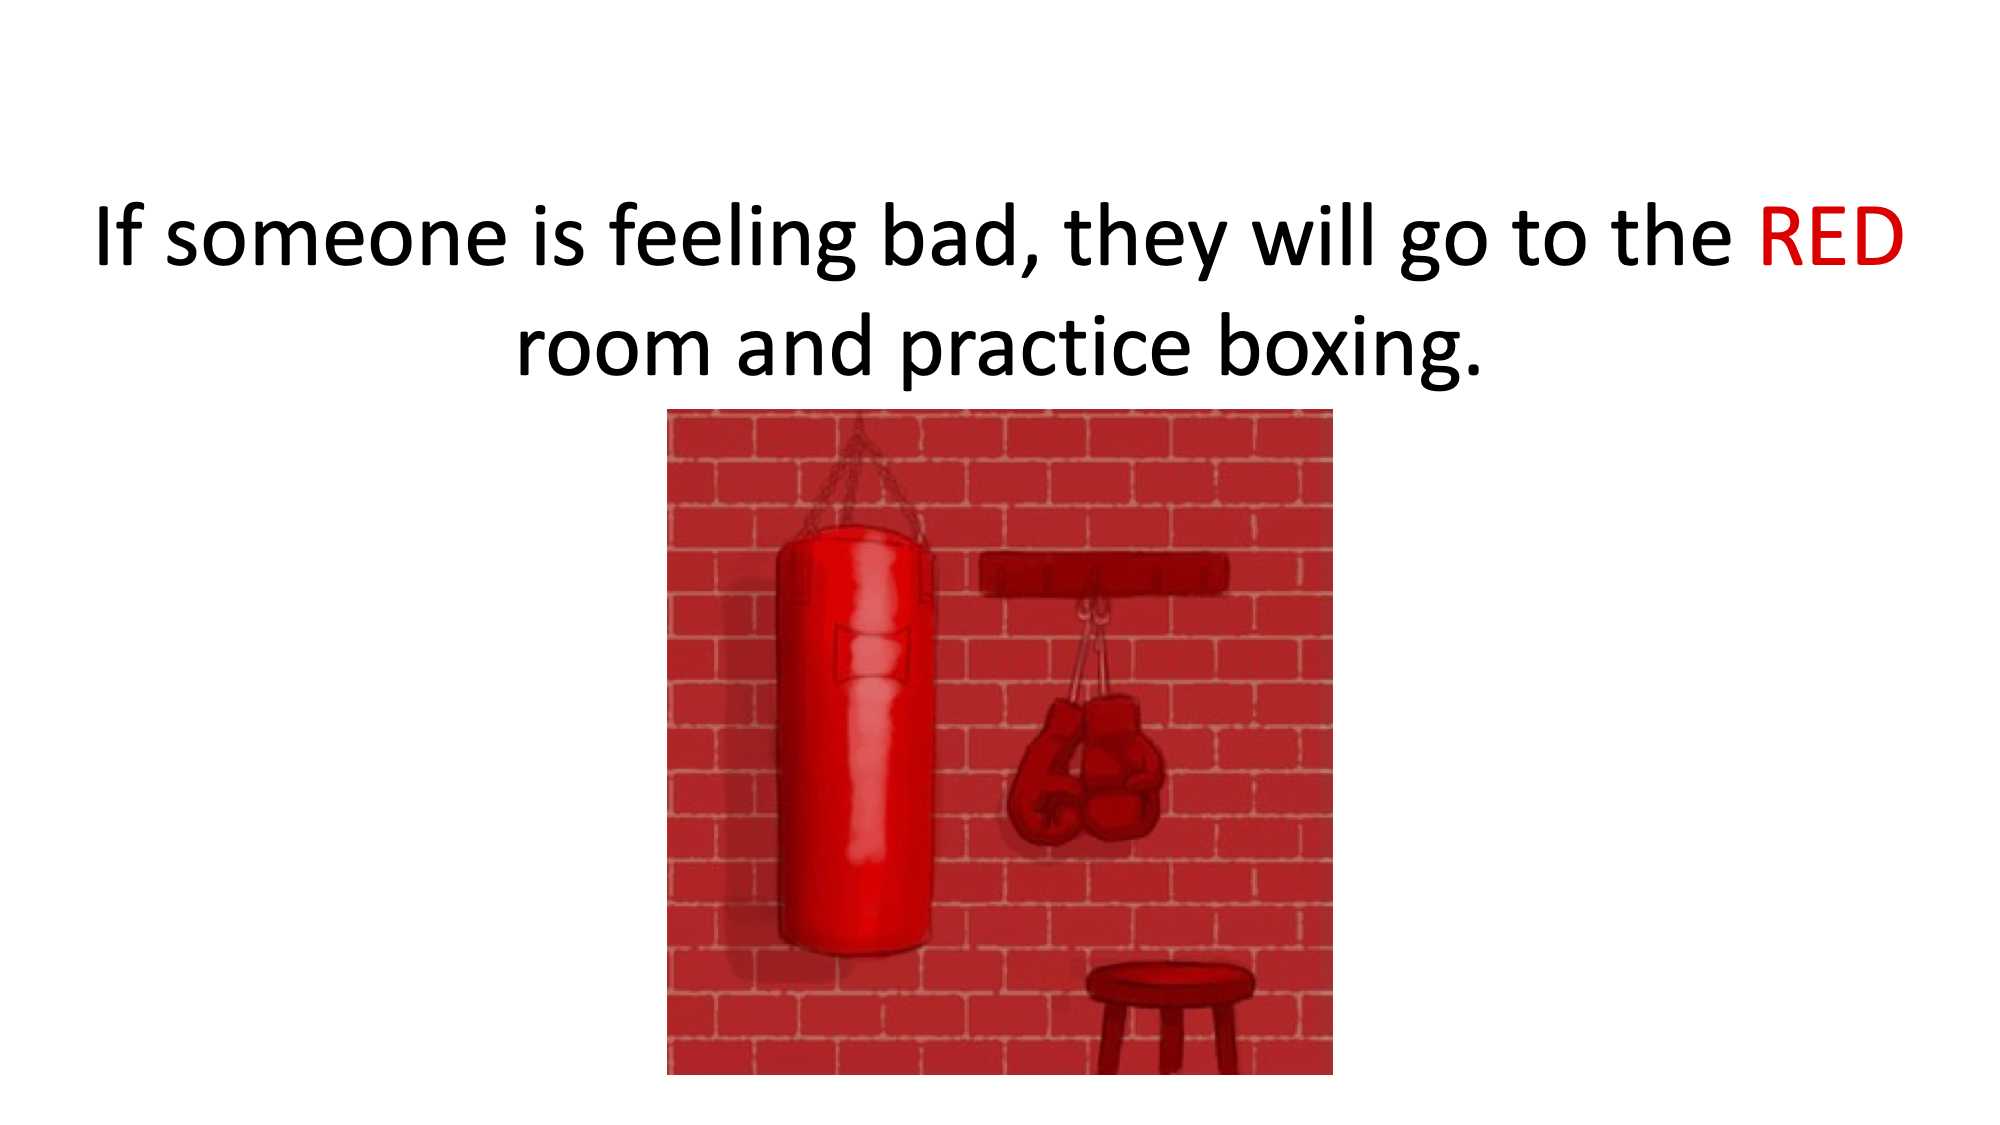 If someone is feeling bad, they will go to the RED
room and practice boxing.